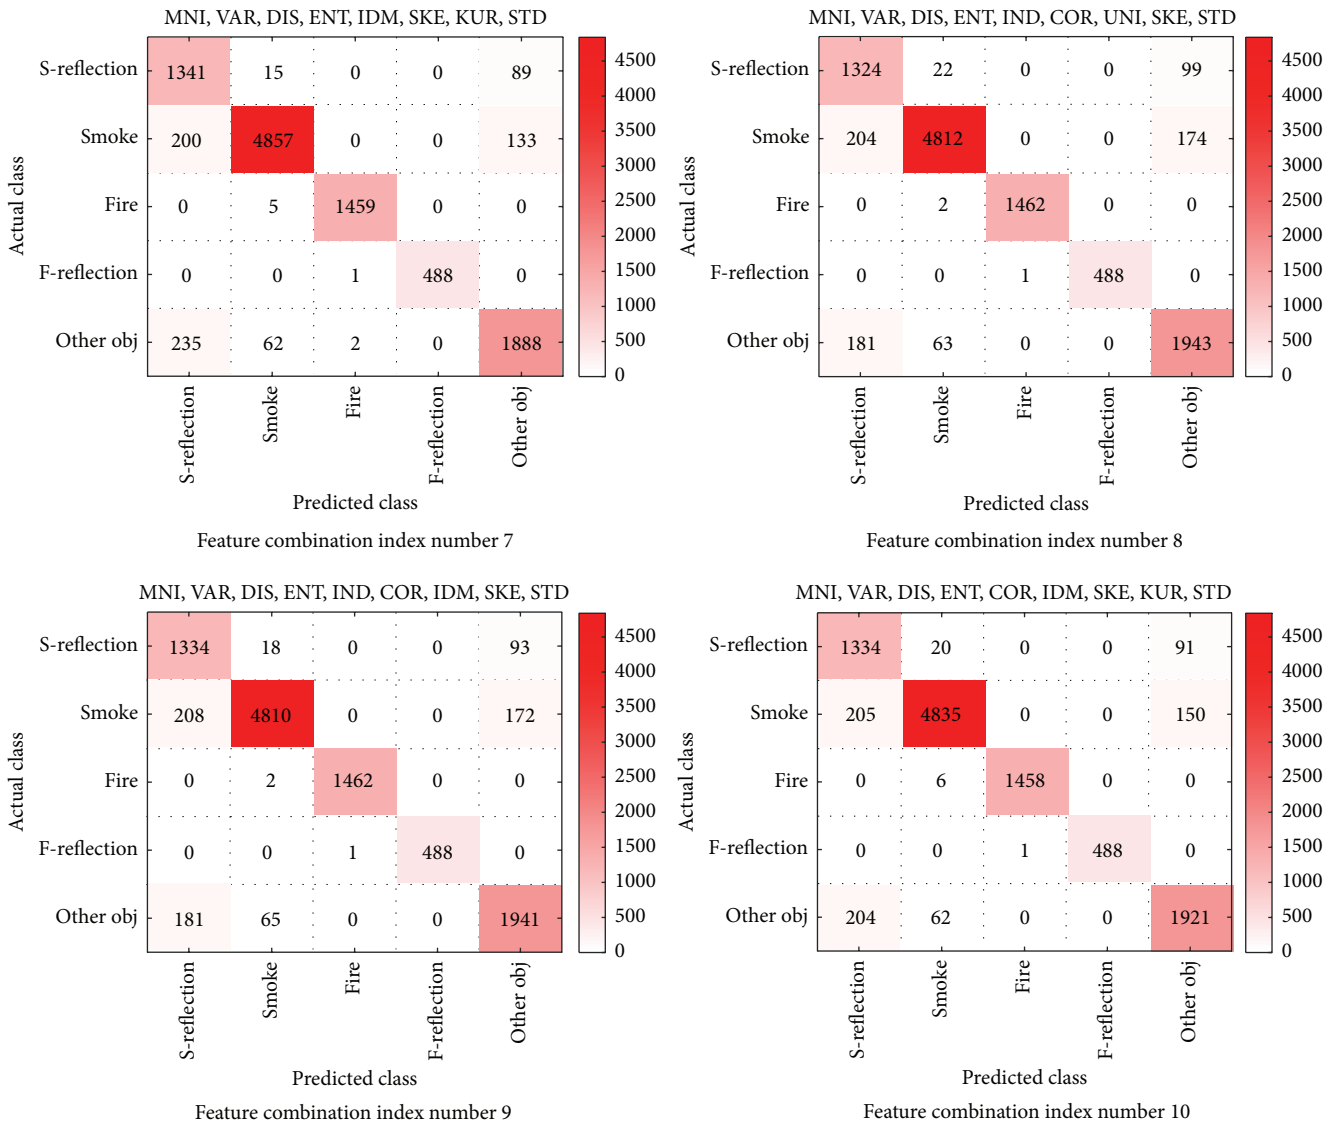 MNI, VAR, DIS, ENT, IDM, SKE, KUR, STD
Actual class
S-reflection 1341 15 0 0 89
Smoke 200 4857 0 0 133
Fire 0 5 1459 0 0
F-reflection 0 0 1 488 0
Other obj 235 62 2 0 1888
S-reflection Smoke Fire F-reflection Other obj
Predicted class
4500
4000
3500
3000
2500
2000
1500
1000
500
0
Feature combination index number 7
MNI, VAR, DIS, ENT, IND, COR, UNI, SKE, STD
Actual class
S-reflection 1324 22 0 0 99
Smoke 204 4812 0 0 174
Fire 0 2 1462 0 0
F-reflection 0 0 1 488 0
Other obj 181 63 0 0 1943
S-reflection Smoke Fire F-reflection Other obj
Predicted class
4500
4000
3500
3000
2500
2000
1500
1000
500
0
Feature combination index number 8
MNI, VAR, DIS, ENT, IND, COR, IDM, SKE, STD
Actual class
S-reflection 1334 18 0 0 93
Smoke 208 4810 0 0 172
Fire 0 2 1462 0 0
F-reflection 0 0 1 488 0
Other obj 181 65 0 0 1941
S-reflection Smoke Fire F-reflection Other obj
Predicted class
4500
4000
3500
3000
2500
2000
1500
1000
500
0
Feature combination index number 9
MNI, VAR, DIS, ENT, COR, IDM, SKE, KUR, STD
Actual class
S-reflection 1334 20 0 0 91
Smoke 205 4835 0 0 150
Fire 0 6 1458 0 0
F-reflection 0 0 1 488 0
Other obj 204 62 0 0 1921
S-reflection Smoke Fire F-reflection Other obj
Predicted class
4500
4000
3500
3000
2500
2000
1500
1000
500
0
Feature combination index number 10